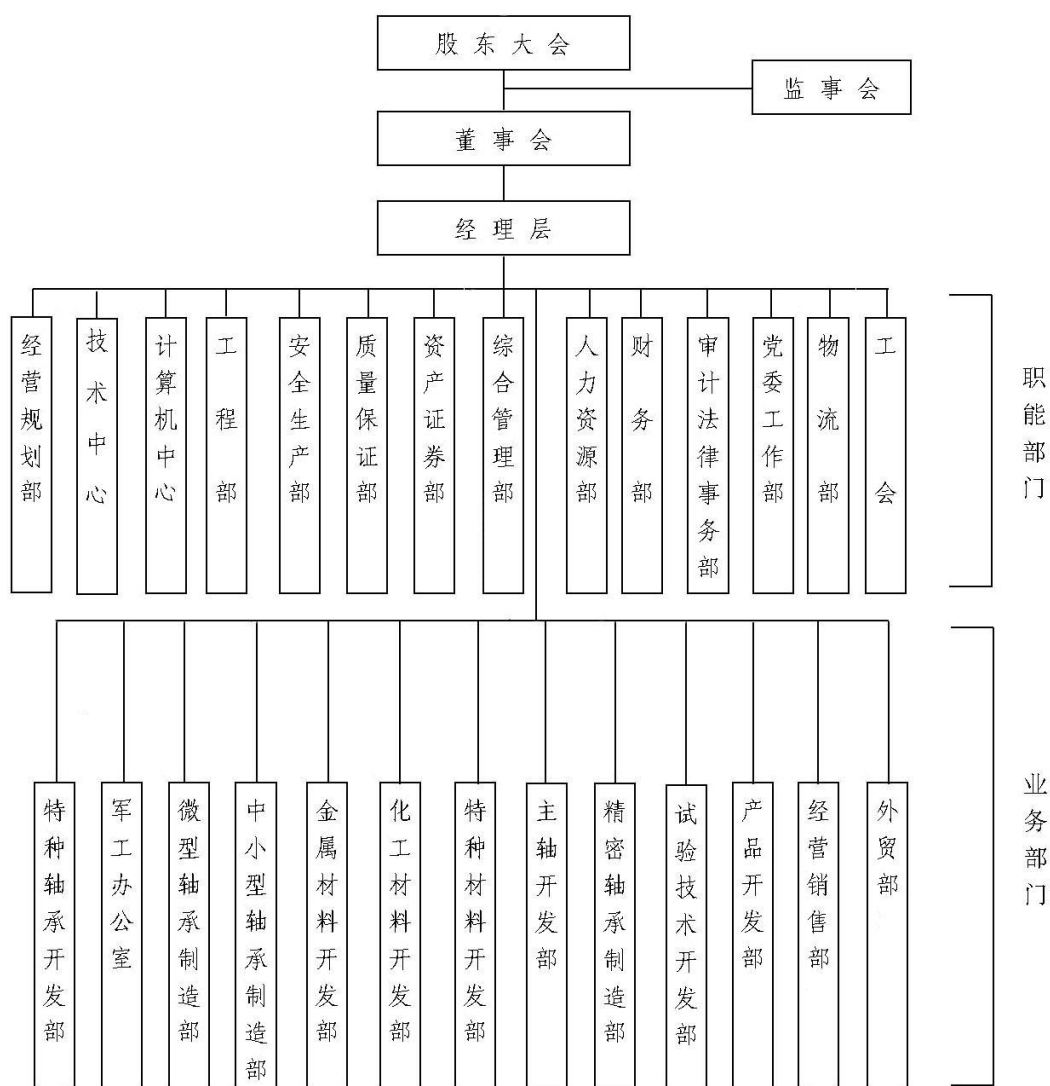 股东大会
监事会
董事会
经理层
经营规划部
技术中心
计算机中心
工程部
安全生产部
质量保证部
资产证券部
综合管理部
人力资源部
财务部
审计法律事务部
党委工作部
物流部
工会
职能部门
特种轴承开发部
军工办公室
微型轴承制造部
中小型轴承制造部
金属材料开发部
化工材料开发部
特种材料开发部
主轴开发部
精密轴承制造部
试验技术开发部
产品开发部
经营销售部
外贸部
业务部门